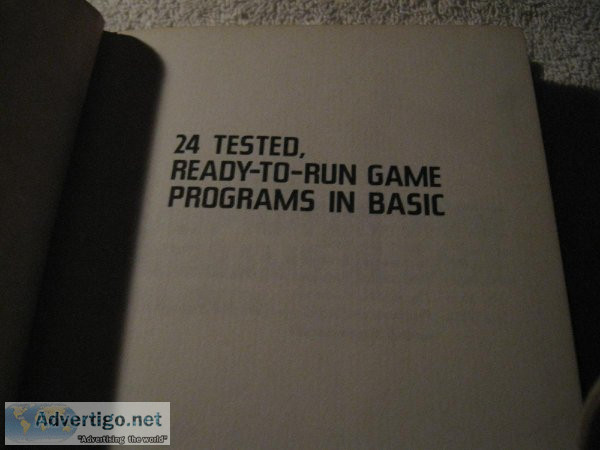 24 TESTED,
READY-TO-RUN GAME
PROGRAMS IN BASIC
Advertigo.net
"Advertising the world"